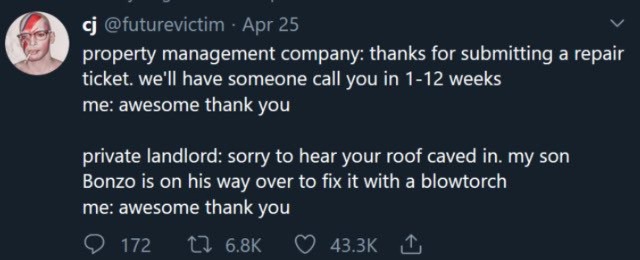 cj @futurevictim · Apr 25
property management company: thanks for submitting a repair
ticket. we'll have someone call you in 1-12 weeks
me: awesome thank you
private landlord: sorry to hear your roof caved in. my son
Bonzo is on his way over to fix it with a blowtorch
me: awesome thank you
172 6.8K 43.3K